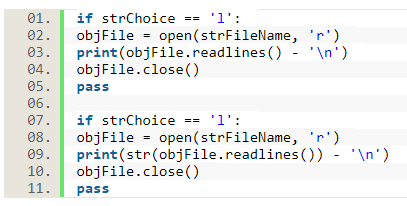 01. if strChoice == 'l':
02. objFile = open(strFileName, 'r')
03. print(objFile.readlines() - '\n')
04. objFile.close()
05. pass
06.
07. if strChoice == 'l':
08. objFile = open(strFileName, 'r')
09. print(str(objFile.readlines()) - '\n')
10. objFile.close()
11. pass